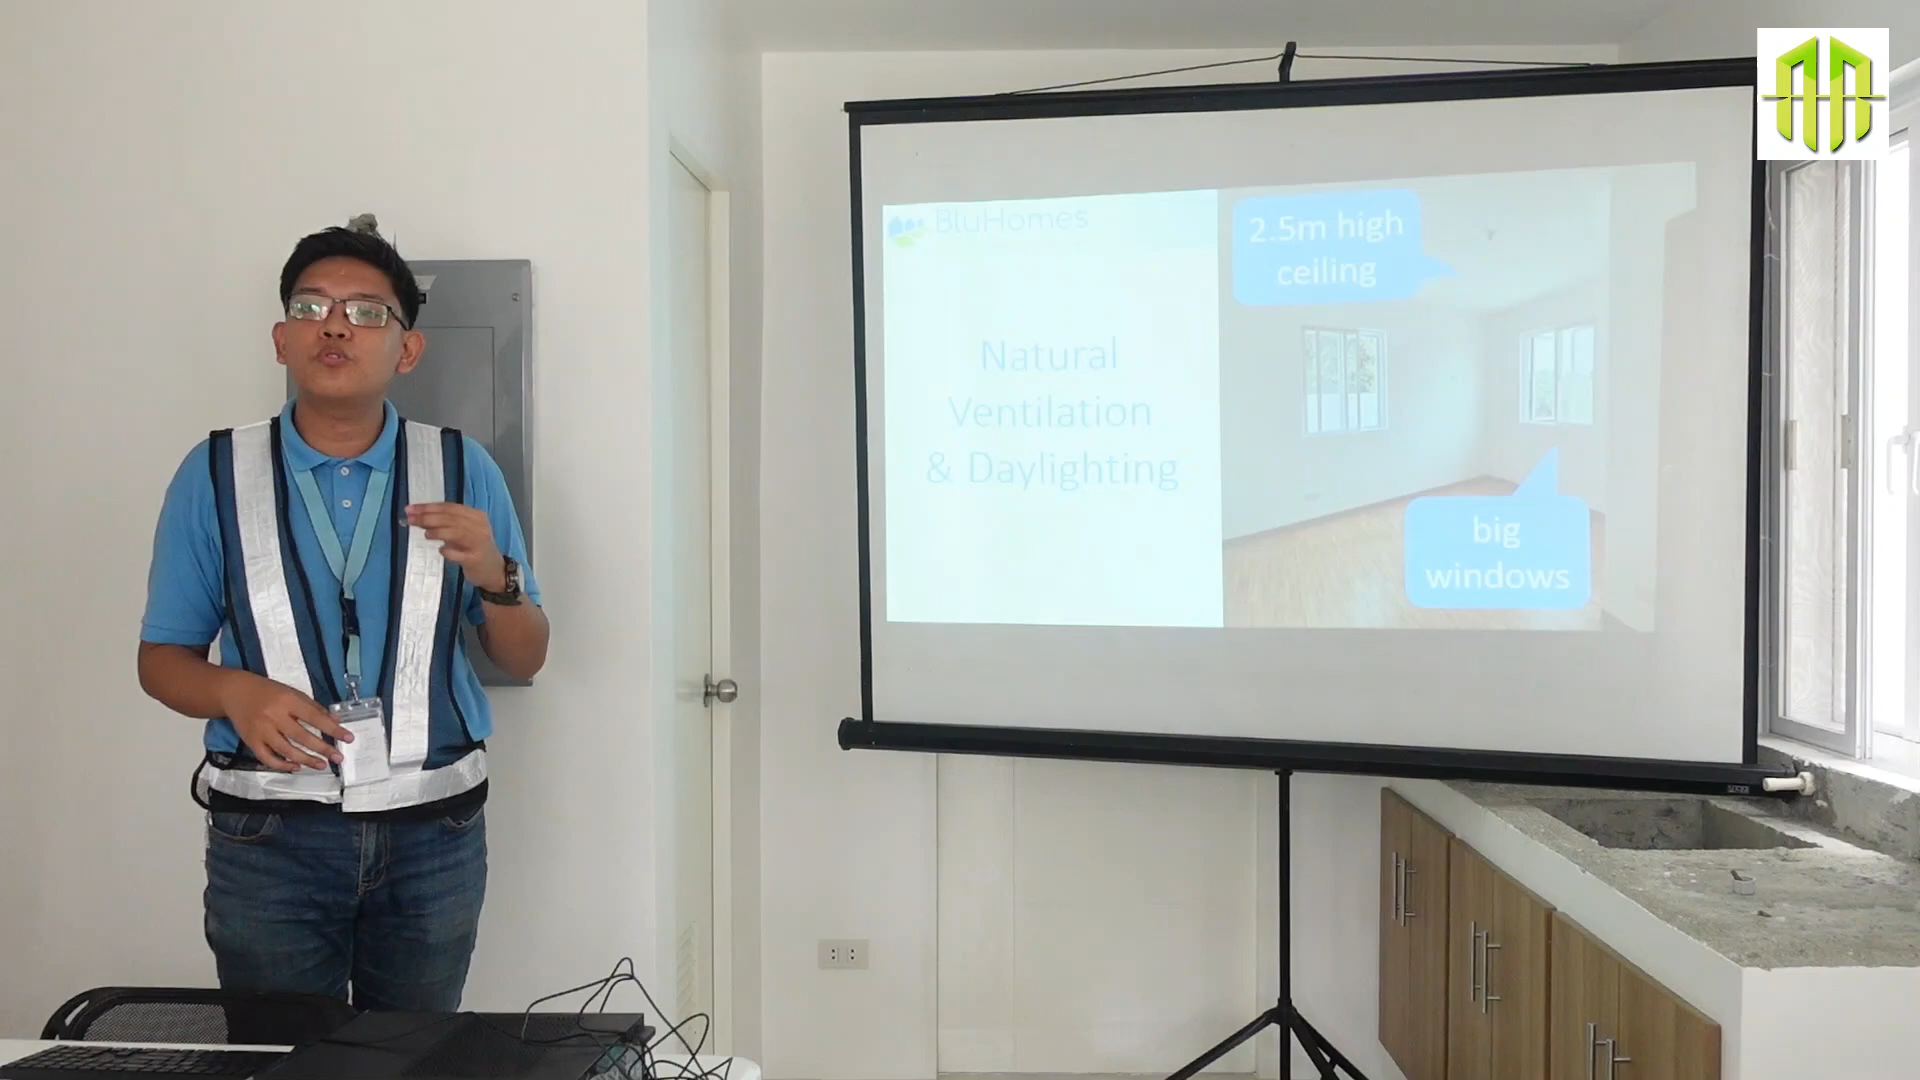 BluHomes
Natural
Ventilation
& Daylighting
2.5m high
ceiling
big
windows